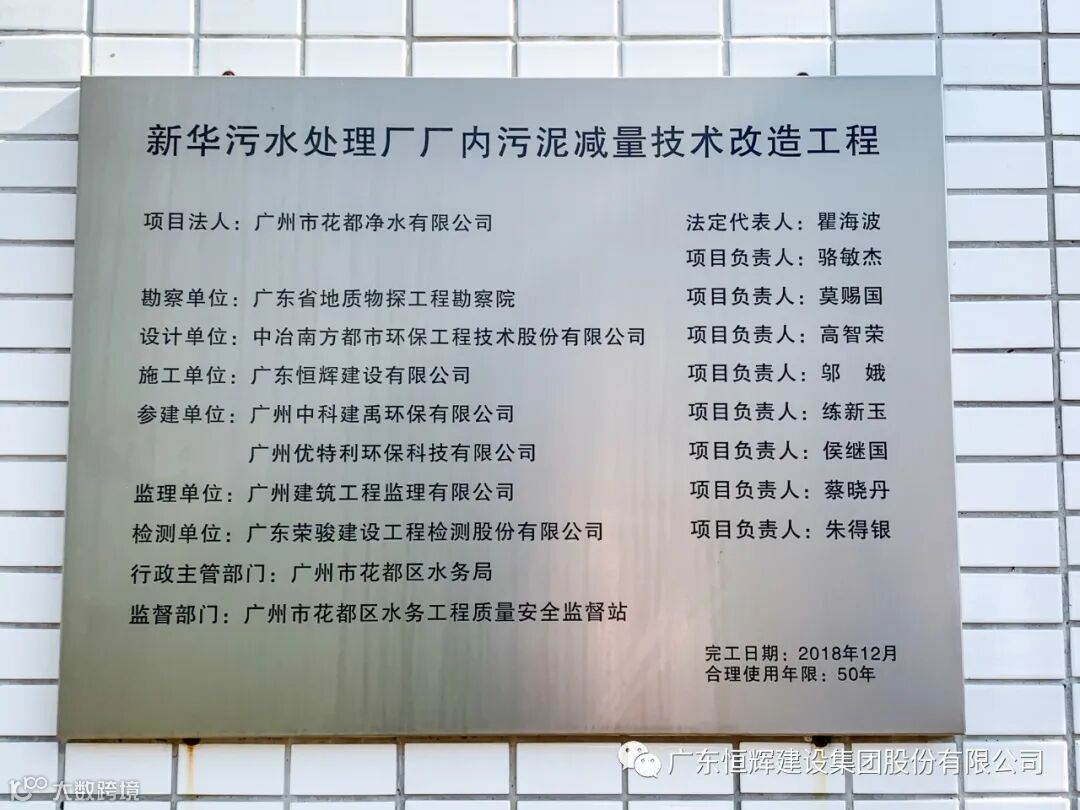 新华污水处理厂厂内污泥减量技术改造工程
项目法人：广州市花都净水有限公司 法定代表人：瞿海波
项目负责人：骆敏杰
勘察单位：广东省地质物探工程勘察院 项目负责人：莫赐国
设计单位：中冶南方都市环保工程技术股份有限公司 项目负责人：高智荣
施工单位：广东恒辉建设有限公司 项目负责人：邬 娥
参建单位：广州中科建禹环保有限公司 项目负责人：练新玉
广州优特利环保科技有限公司 项目负责人：侯继国
监理单位：广州建筑工程监理有限公司 项目负责人：蔡晓丹
检测单位：广东荣骏建设工程检测股份有限公司 项目负责人：朱得银
行政主管部门：广州市花都区水务局
监督部门：广州市花都区水务工程质量安全监督站
完工日期：2018年12月
合理使用年限：50年
广东恒辉建设集团股份有限公司
大数跨境